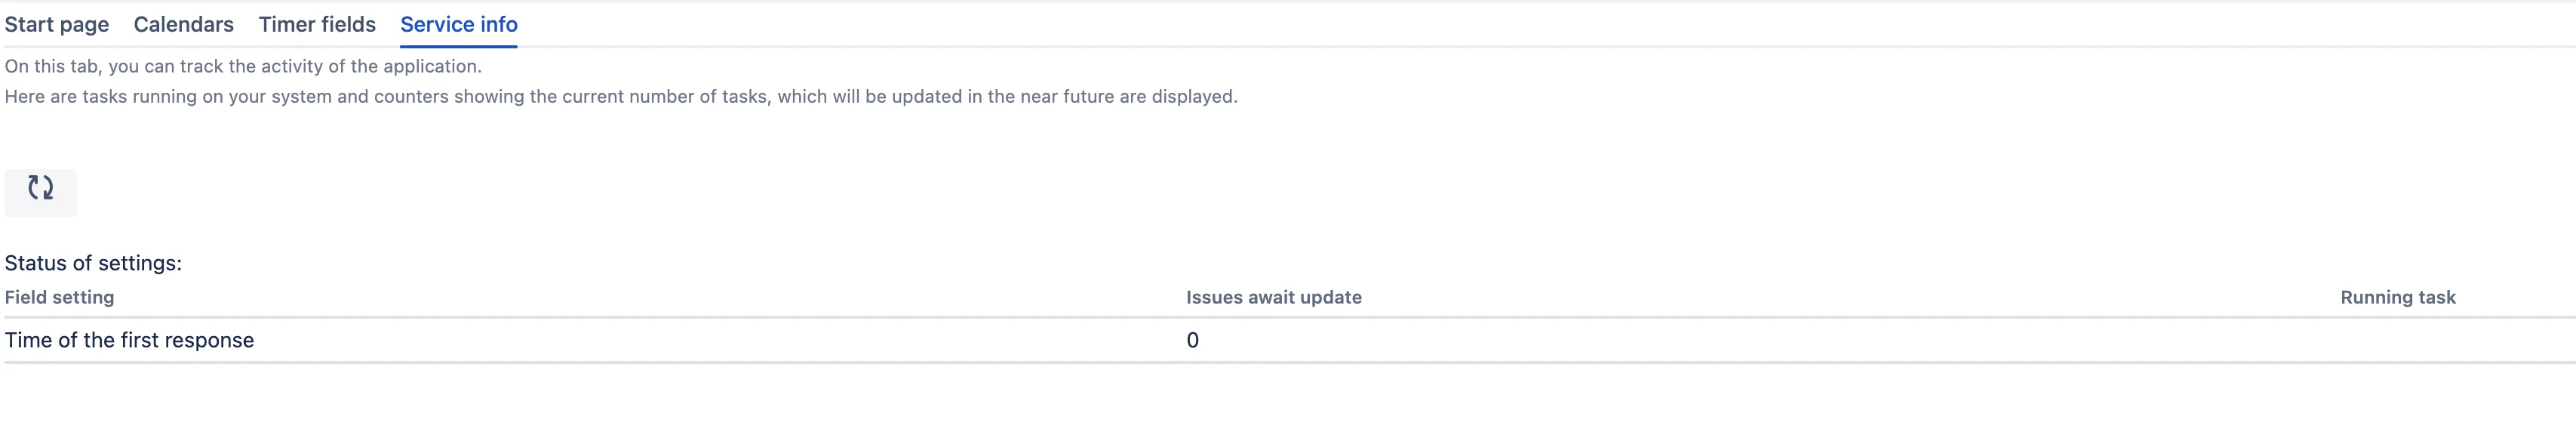 Start page Calendars Timer fields Service info
On this tab, you can track the activity of the application.
Here are tasks running on your system and counters showing the current number of tasks, which will be updated in the near future are displayed.
Status of settings:
Field setting Issues await update Running task
Time of the first response 0